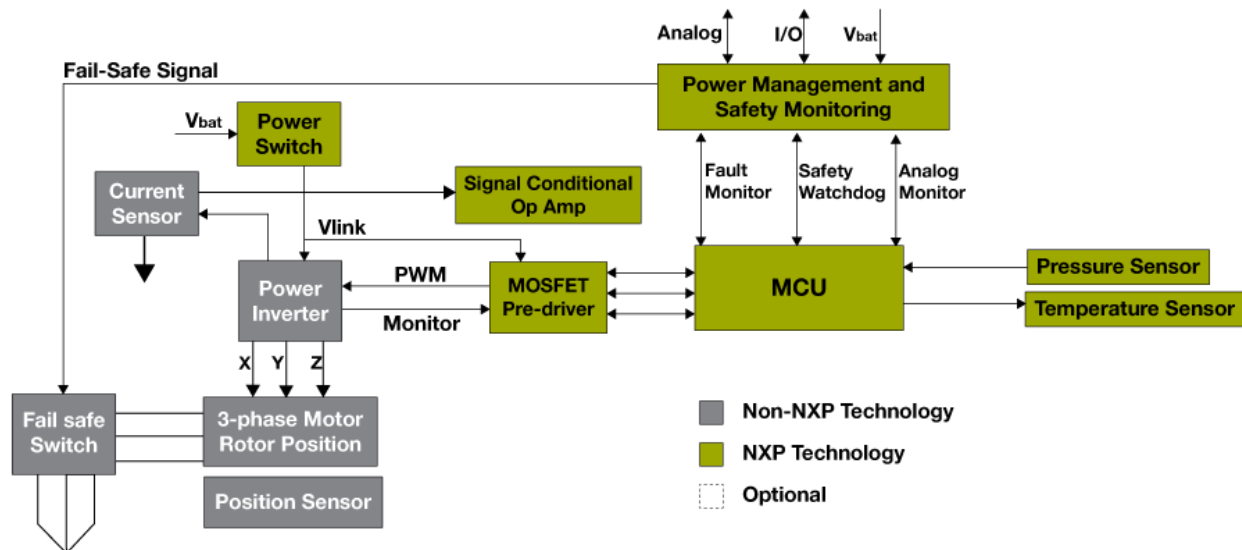 Analog
I/O
Vbat
Fail-Safe Signal
Power Management and
Safety Monitoring
Vbat
Power
Switch
Fault
Monitor
Safety
Watchdog
Analog
Monitor
Current
Sensor
Signal Conditional
Op Amp
Vlink
Power
Inverter
PWM
Monitor
MOSFET
Pre-driver
MCU
Pressure Sensor
Temperature Sensor
X
Y
Z
Fail safe
Switch
3-phase Motor
Rotor Position
Position Sensor
Non-NXP Technology
NXP Technology
Optional